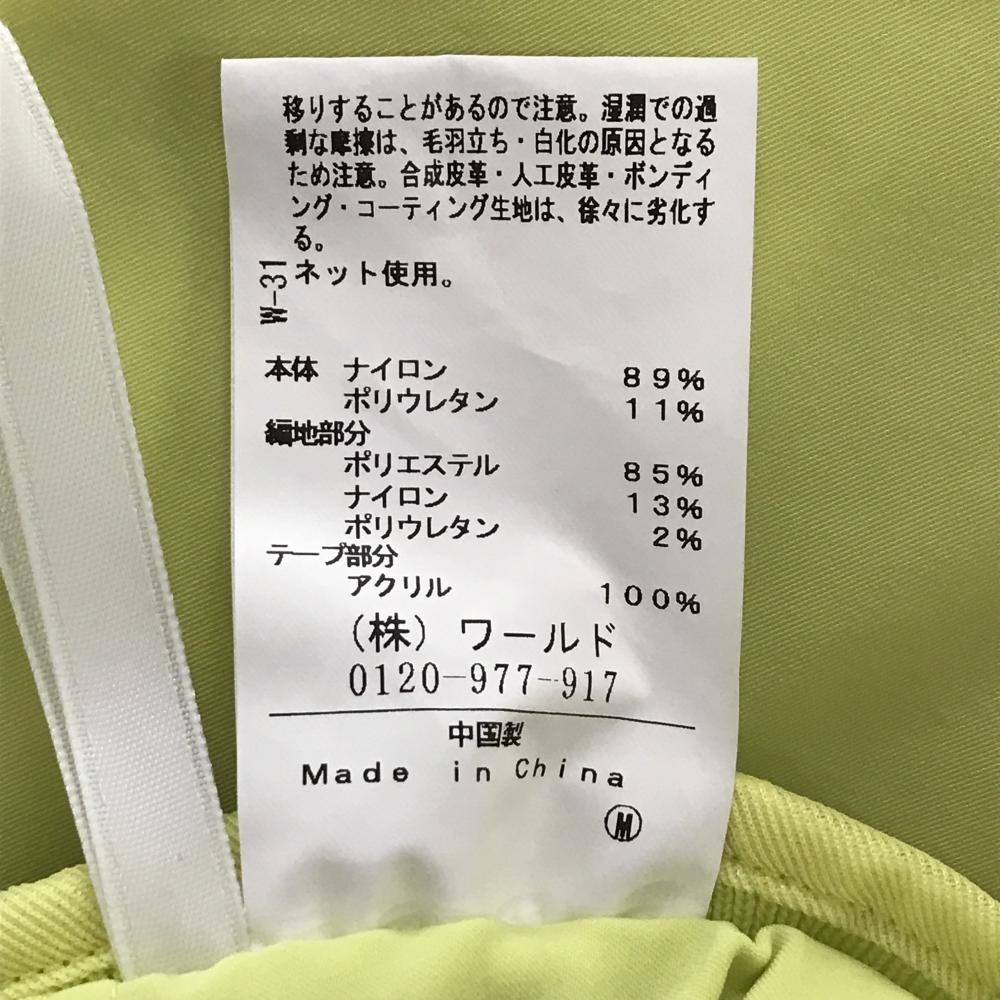 移りすることがあるので注意。湿潤での過
剰な摩擦は、毛羽立ち・白化の原因となる
ため注意。合成皮革・人工皮革・ボンディ
ング・コーティング生地は、徐々に劣化す
る。
W-31
ネット使用。
本体 ナイロン 89%
ポリウレタン 11%
編地部分
ポリエステル 85%
ナイロン 13%
ポリウレタン 2%
テープ部分
アクリル 100%
(株) ワールド
0120-977-917
中国製
Made in China
M